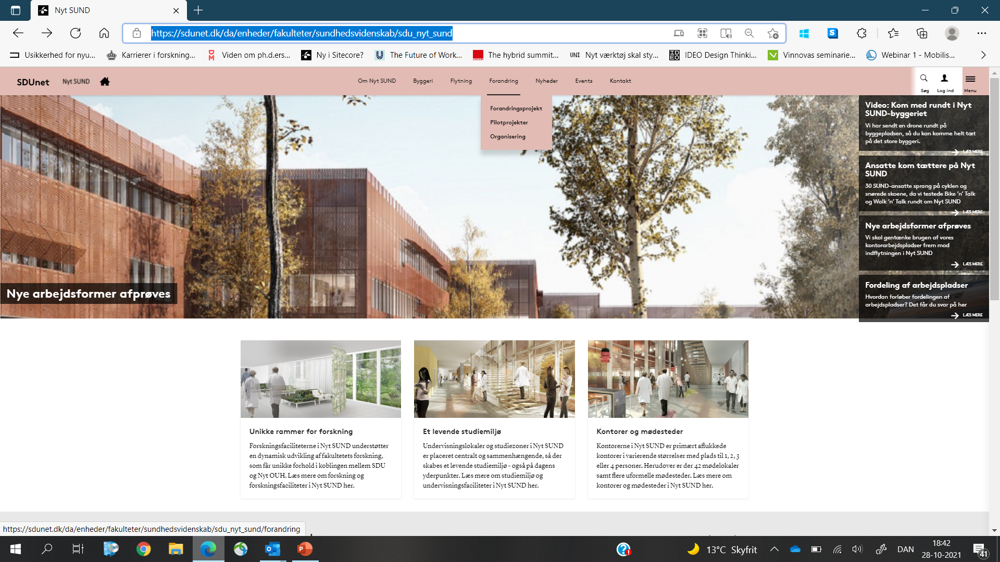 Nyt SUND
https://sdunet.dk/da/enheder/fakulteter/sundhedsvidenskab/sdu_nyt_sund
Usikkerhed for nyu...
Karrierer i forskning...
Viden om ph.d.ers...
Ny i Sitecore?
The Future of Work...
The hybrid summit...
UNI Nyt værktøj skal sty...
IDEO Design Thinki...
Vinnovas seminarie...
Webinar 1 - Mobilis...
SDUnet
Nyt SUND
Om Nyt SUND
Byggeri
Flytning
Forandring
Nyheder
Events
Kontakt
Søg
Log ind
Menu
Forandringsprojekt
Pilotprojekter
Organisering
Video: Kom med rundt i Nyt
SUND-byggeriet
Vi har sendt en drone rundt på
byggepladsen, så du kan komme helt tæt
på det store byggeri.
LÆS MERE
Ansatte kom tættere på Nyt
SUND
30 SUND-ansatte sprang på cyklen og
snørede skoene, da vi testede Bike ’n’ Talk
og Walk ’n’ Talk rundt om Nyt SUND
LÆS MERE
Nye arbejdsformer afprøves
Vi skal gentænke brugen af vores
kontorarbejdspladser frem mod
indflytningen i Nyt SUND
LÆS MERE
Fordeling af arbejdspladser
Hvordan forløber fordelingen af
arbejdspladser? Det får du svar på her
LÆS MERE
Nye arbejdsformer afprøves
Unikke rammer for forskning
Forskningsfaciliteterne i Nyt SUND understøtter
en dynamisk udvikling af fakultetets forskning,
som får unikke forhold i koblingen mellem SDU
og Nyt OUH. Læs mere om forskning og
forskningsfaciliteter i Nyt SUND her.
Et levende studiemiljø
Undervisningslokaler og studiezoner i Nyt SUND
er placeret centralt og sammenhængende, så der
skabes et levende studiemiljø - også på dagens
yderpunkter. Læs mere om studiemiljø og
undervisningsfaciliteter i Nyt SUND her.
Kontorer og mødesteder
Kontorerne i Nyt SUND er primært aflukkede
kontorer i varierende størrelser med plads til 1, 2, 3
eller 4 personer. Herudover er der 42 mødelokaler
samt flere uformelle mødesteder. Læs mere om
kontorer og mødesteder i Nyt SUND her.
https://sdunet.dk/da/enheder/fakulteter/sundhedsvidenskab/sdu_nyt_sund/forandring
13°C Skyfrit
DAN
18:42
28-10-2021
41